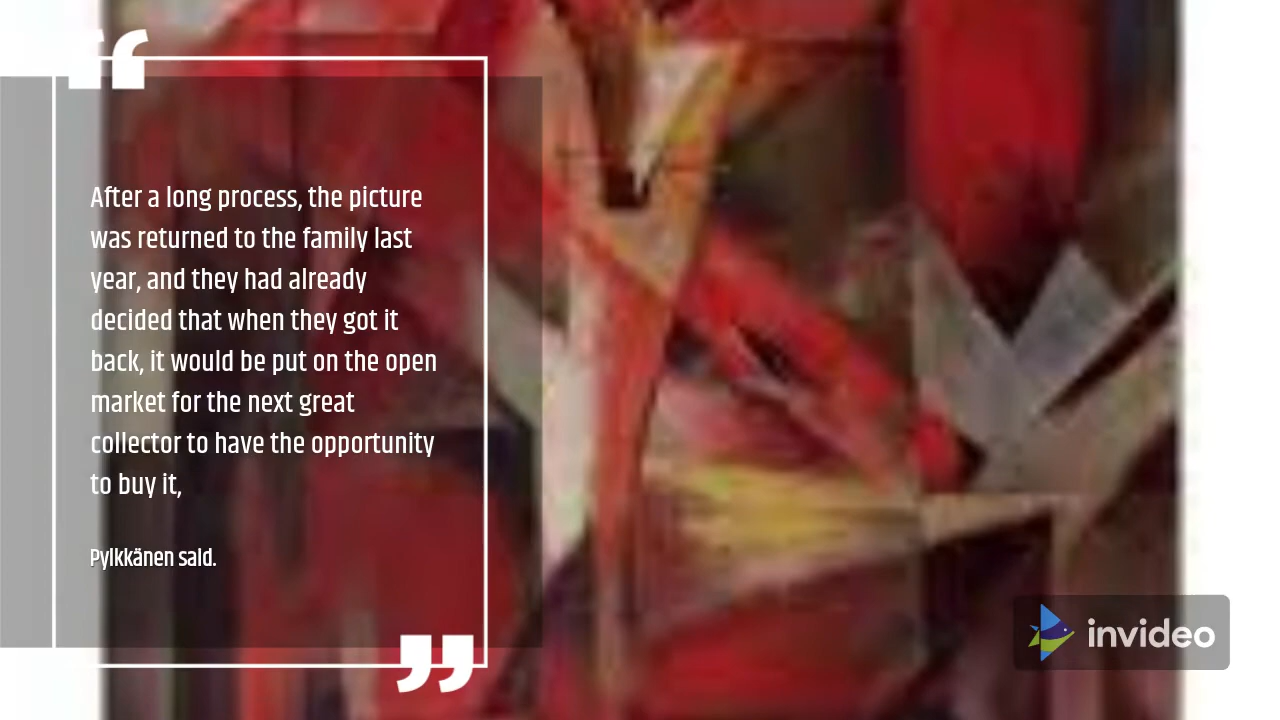 After a long process, the picture
was returned to the family last
year, and they had already
decided that when they got it
back, it would be put on the open
market for the next great
collector to have the opportunity
to buy it,
Pylkkänen said.
invideo